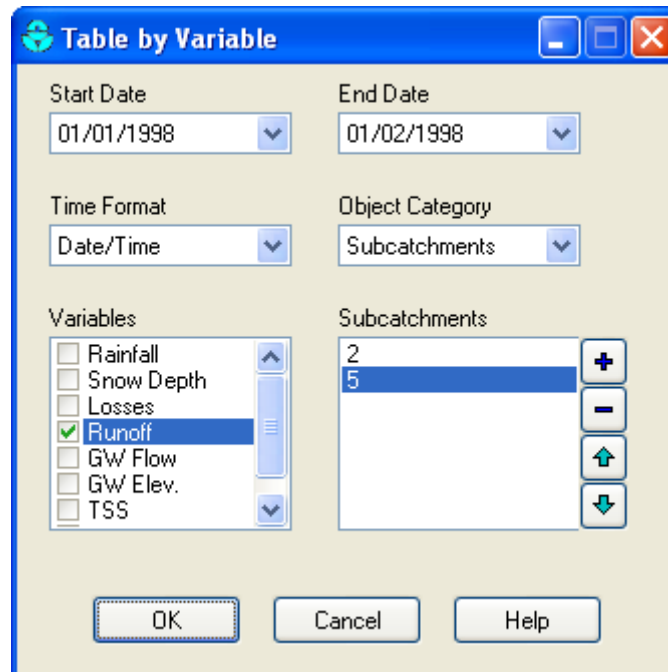 Table by Variable
Start Date
End Date
01/01/1998
01/02/1998
Time Format
Object Category
Date/Time
Subcatchments
Variables
Subcatchments
Rainfall
Snow Depth
Losses
Runoff
GW Flow
GW Elev.
TSS
2
5
OK
Cancel
Help